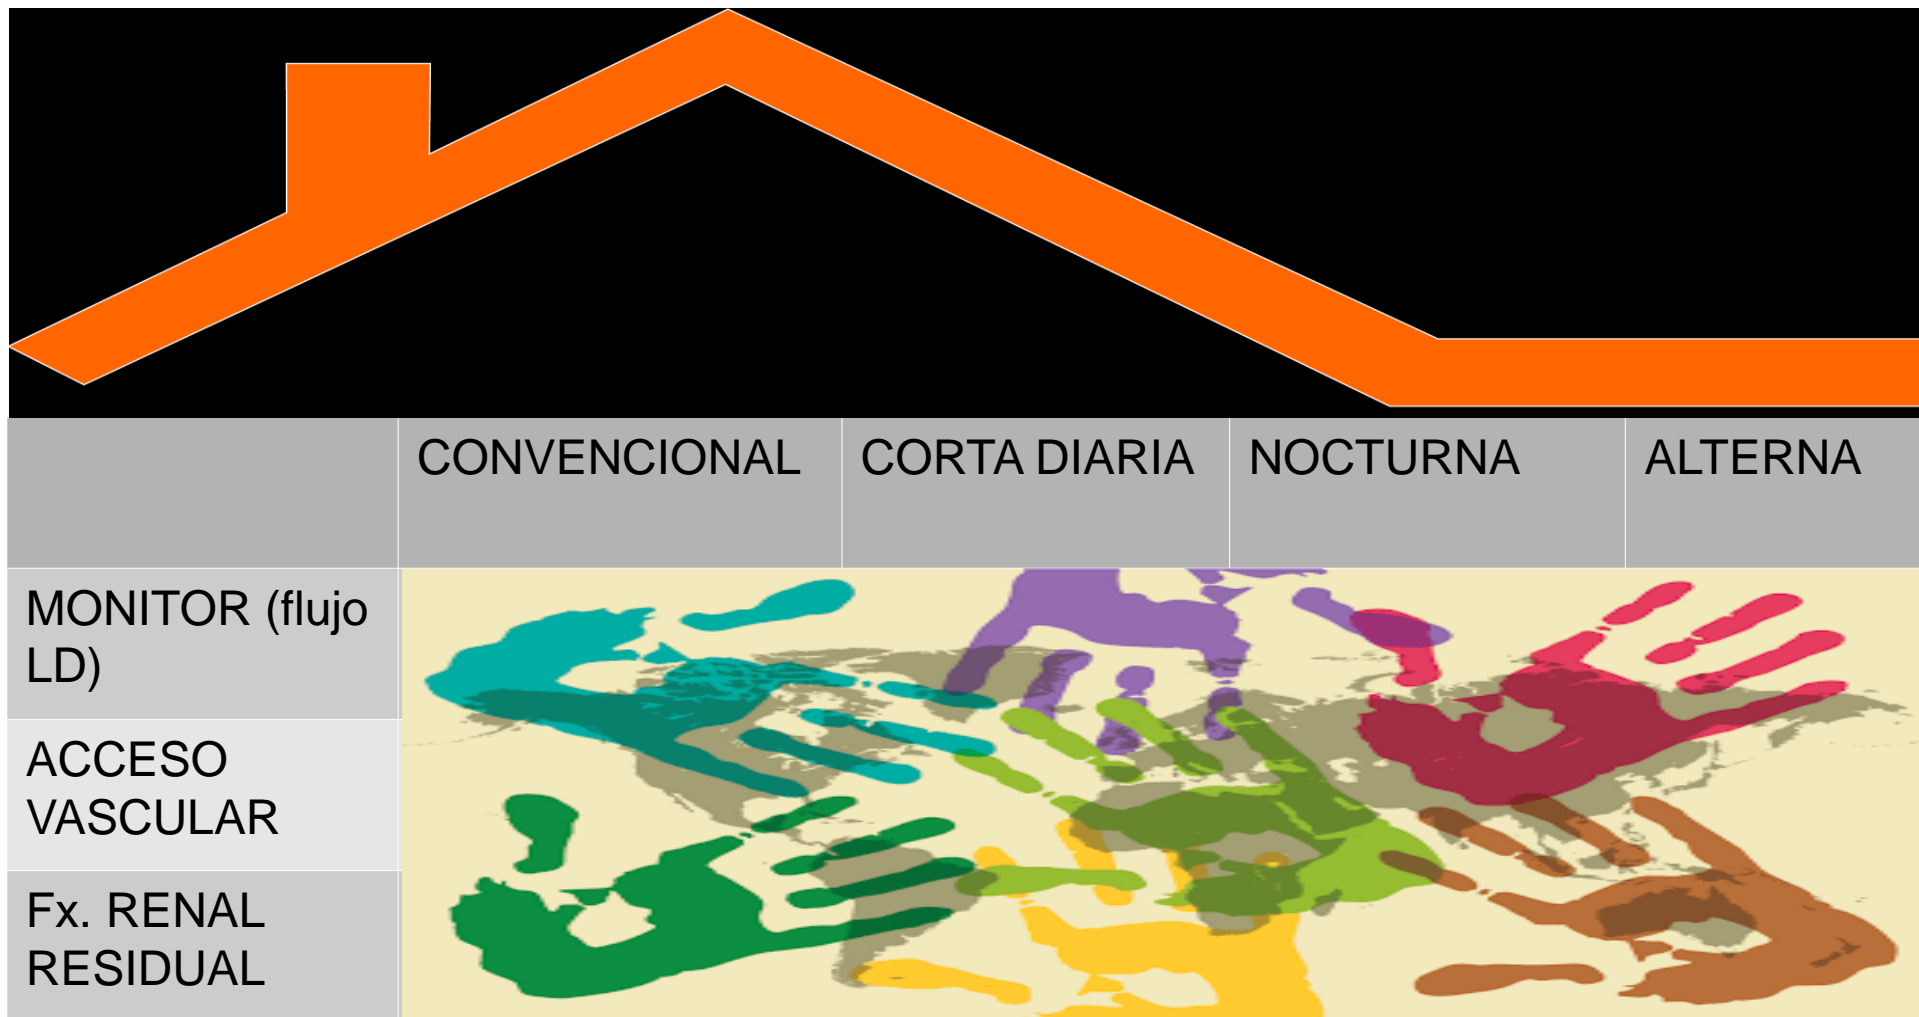 CONVENCIONAL
CORTA DIARIA
NOCTURNA
ALTERNA
MONITOR (flujo
LD)
ACCESO
VASCULAR
Fx. RENAL
RESIDUAL